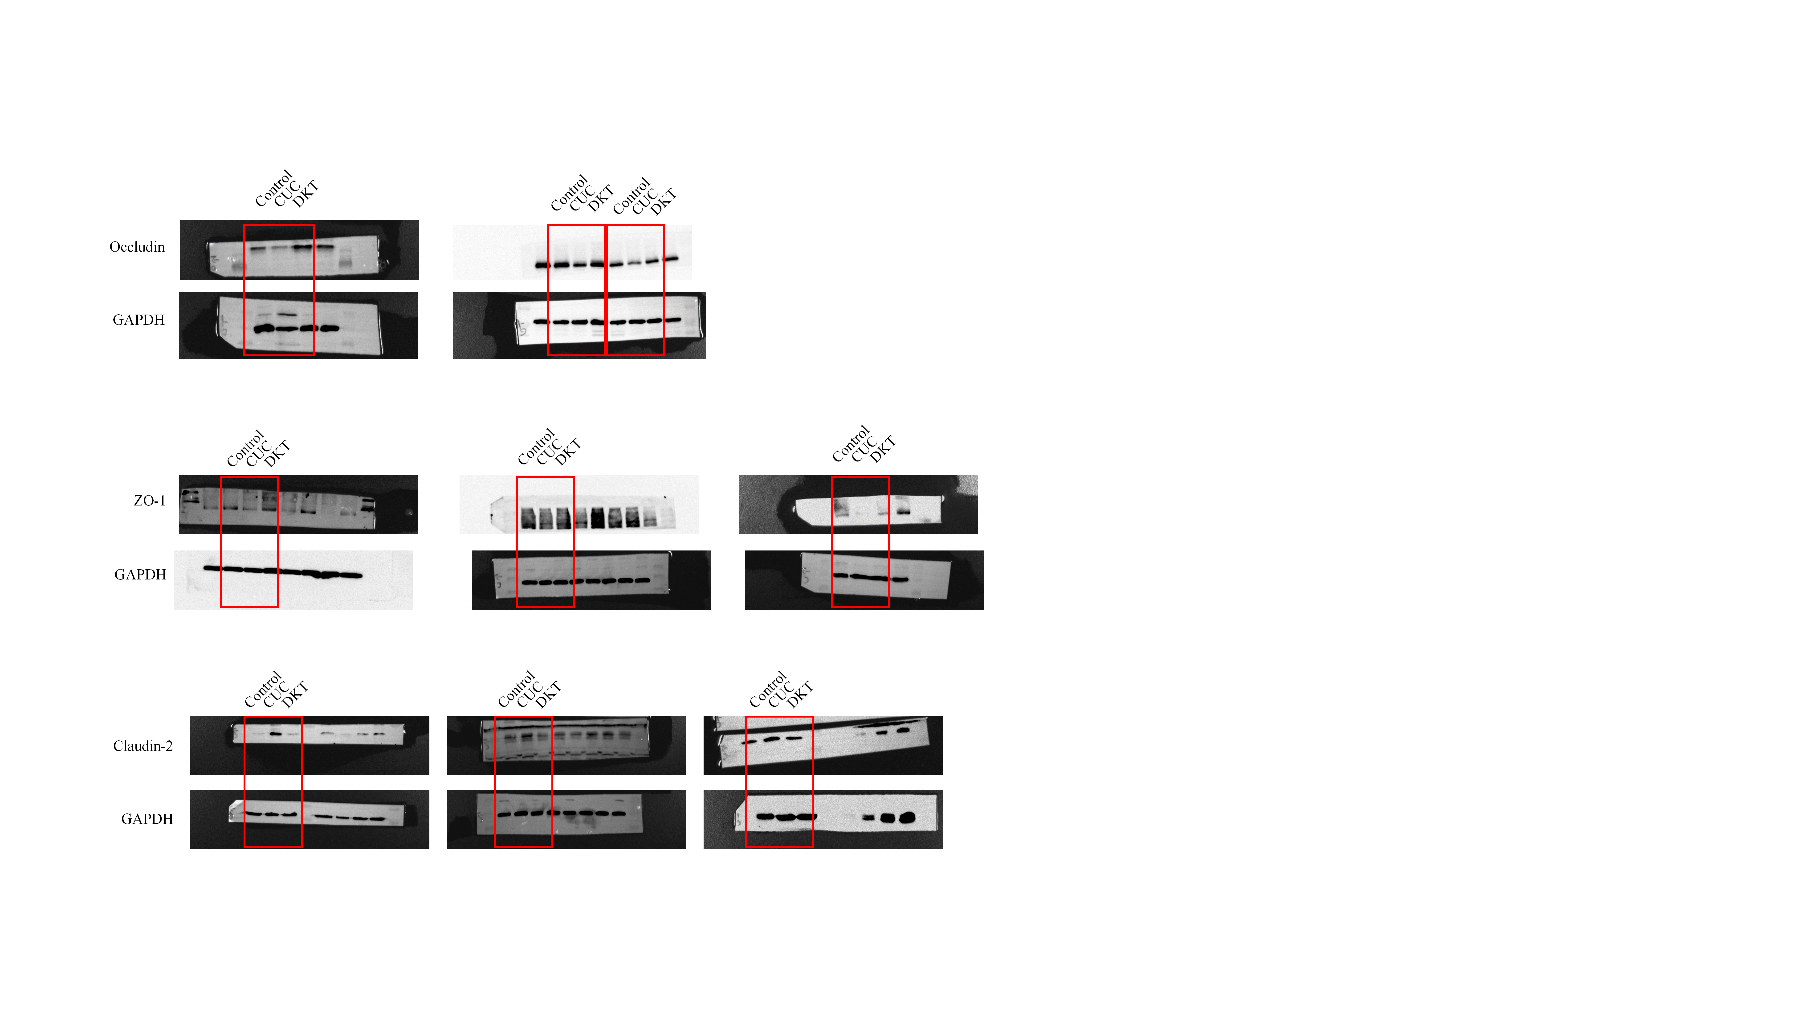 Control CUC DKT
Control CUC DKT Control CUC DKT
Occludin
GAPDH
Control CUC DKT
Control CUC DKT
Control CUC DKT
ZO-1
GAPDH
Control CUC DKT
Control CUC DKT
Control CUC DKT
Claudin-2
GAPDH